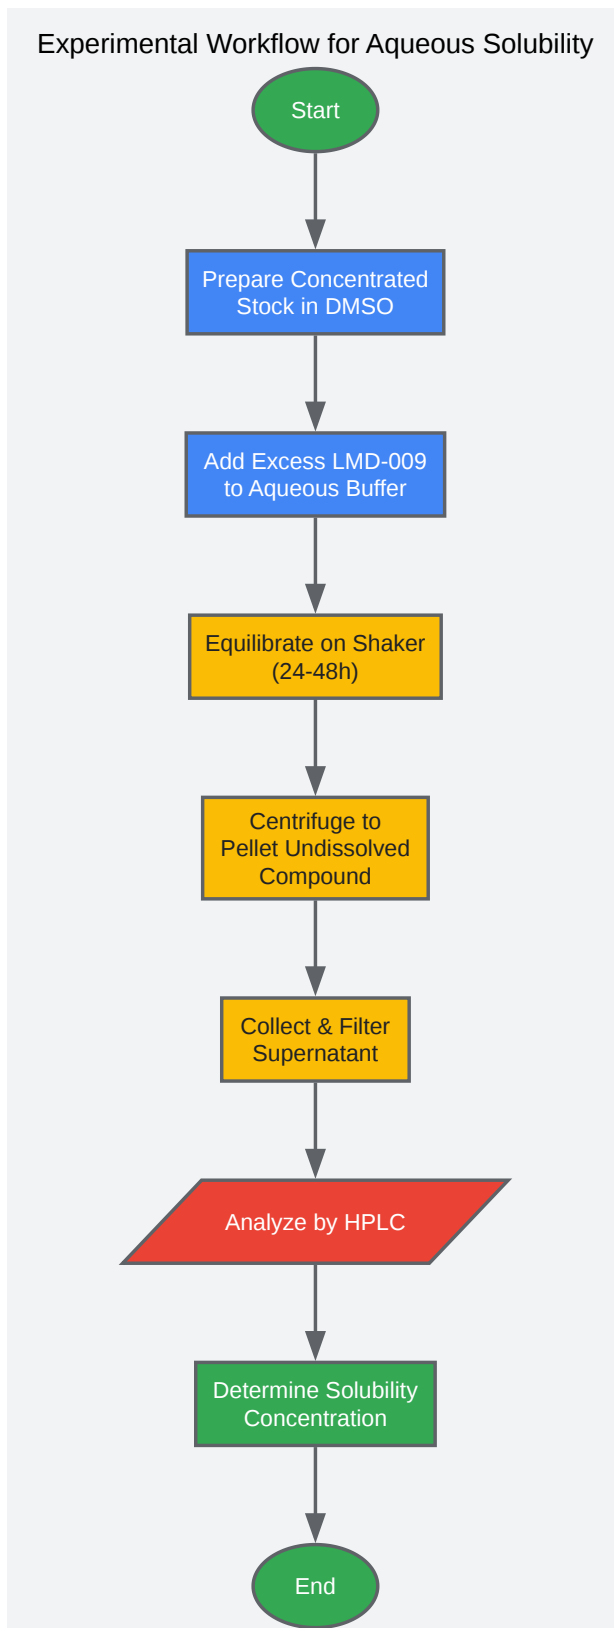 Experimental Workflow for Aqueous Solubility
Start
Prepare Concentrated
Stock in DMSO
Add Excess LMD-009
to Aqueous Buffer
Equilibrate on Shaker
(24-48h)
Centrifuge to
Pellet Undissolved
Compound
Collect & Filter
Supernatant
Analyze by HPLC
Determine Solubility
Concentration
End